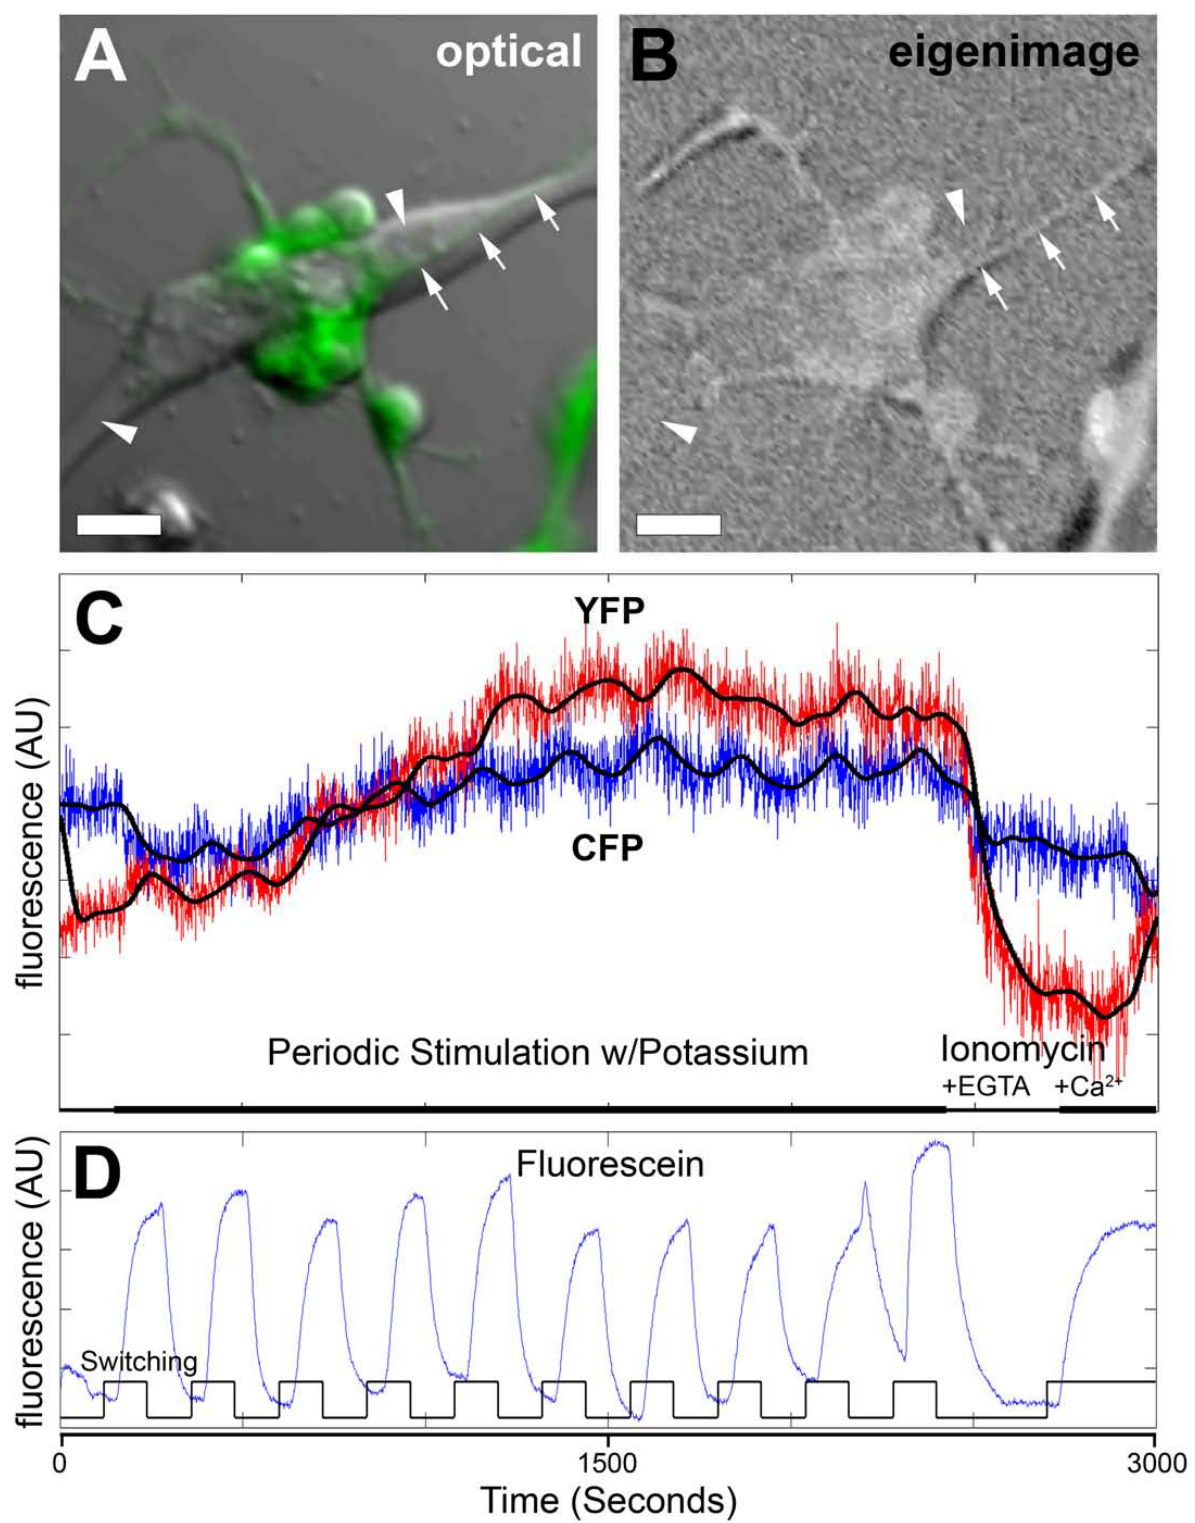 A
optical
B
eigenimage
C
YFP
CFP
fluorescence (AU)
Periodic Stimulation w/Potassium
Ionomycin
+EGTA +Ca²⁺
D
Fluorescein
fluorescence (AU)
Switching
0 1500 3000
Time (Seconds)